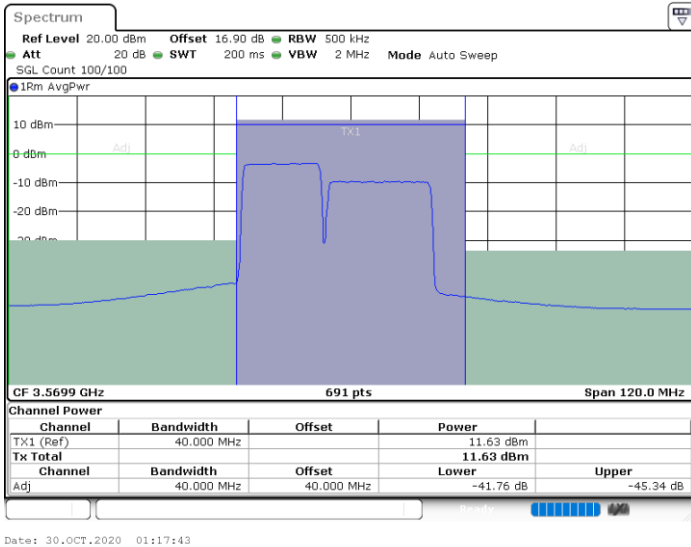 Spectrum
Ref Level 20.00 dBm Offset 16.90 dB RBW 500 kHz
Att 20 dB SWT 200 ms VBW 2 MHz Mode Auto Sweep
SGL Count 100/100
1Rm AvgPwr
10 dBm
TX1
Adj Adj
0 dBm
-10 dBm
-20 dBm
-30 dBm
CF 3.5699 GHz 691 pts Span 120.0 MHz
Channel Power
Channel Bandwidth Offset Power
TX1 (Ref) 40.000 MHz 11.63 dBm
Tx Total 11.63 dBm
Channel Bandwidth Offset Lower Upper
Adj 40.000 MHz 40.000 MHz -41.76 dB -45.34 dB
Ready
Date: 30.OCT.2020 01:17:43